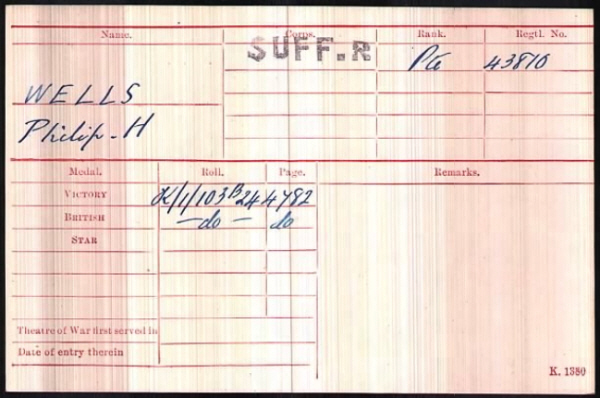 Name. Corps. Rank. Regtl. No.
SUFF.R Pte 43810
WELLS
Philip. H
Medal. Roll. Page. Remarks.
VICTORY K/1/103B24 4782
BRITISH —do— do
STAR
Theatre of War first served in
Date of entry therein
K. 1380